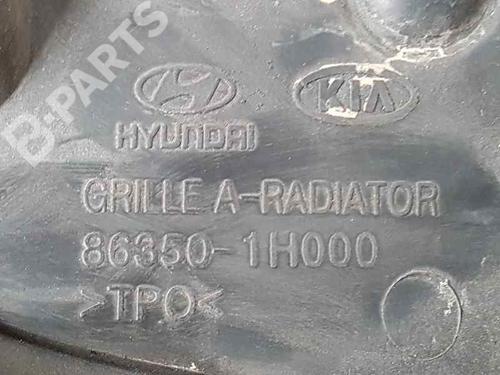 B-PARTS
HYUNDAI KIA
GRILLE A-RADIATOR
86350-1H000
>TPO<